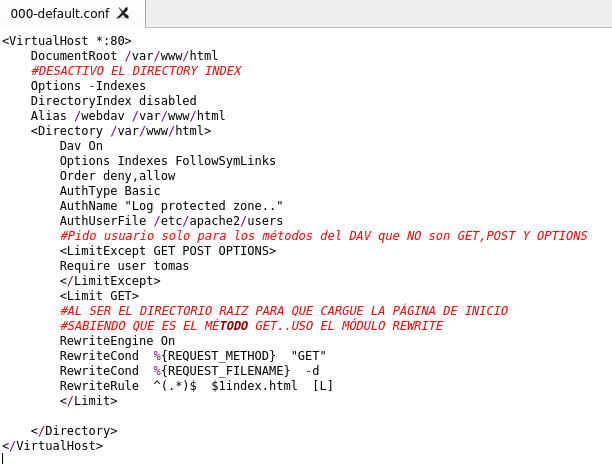 000-default.conf
<VirtualHost *:80>
DocumentRoot /var/www/html
#DESACTIVO EL DIRECTORY INDEX
Options -Indexes
DirectoryIndex disabled
Alias /webdav /var/www/html
<Directory /var/www/html>
Dav On
Options Indexes FollowSymLinks
Order deny,allow
AuthType Basic
AuthName "Log protected zone.."
AuthUserFile /etc/apache2/users
#Pido usuario solo para los métodos del DAV que NO son GET,POST Y OPTIONS
<LimitExcept GET POST OPTIONS>
Require user tomas
</LimitExcept>
<Limit GET>
#AL SER EL DIRECTORIO RAIZ PARA QUE CARGUE LA PÁGINA DE INICIO
#SABIENDO QUE ES EL MÉTODO GET..USO EL MÓDULO REWRITE
RewriteEngine On
RewriteCond  %{REQUEST_METHOD}  "GET"
RewriteCond  %{REQUEST_FILENAME}  -d
RewriteRule  ^(.*)$  $1index.html  [L]
</Limit>
</Directory>
</VirtualHost>